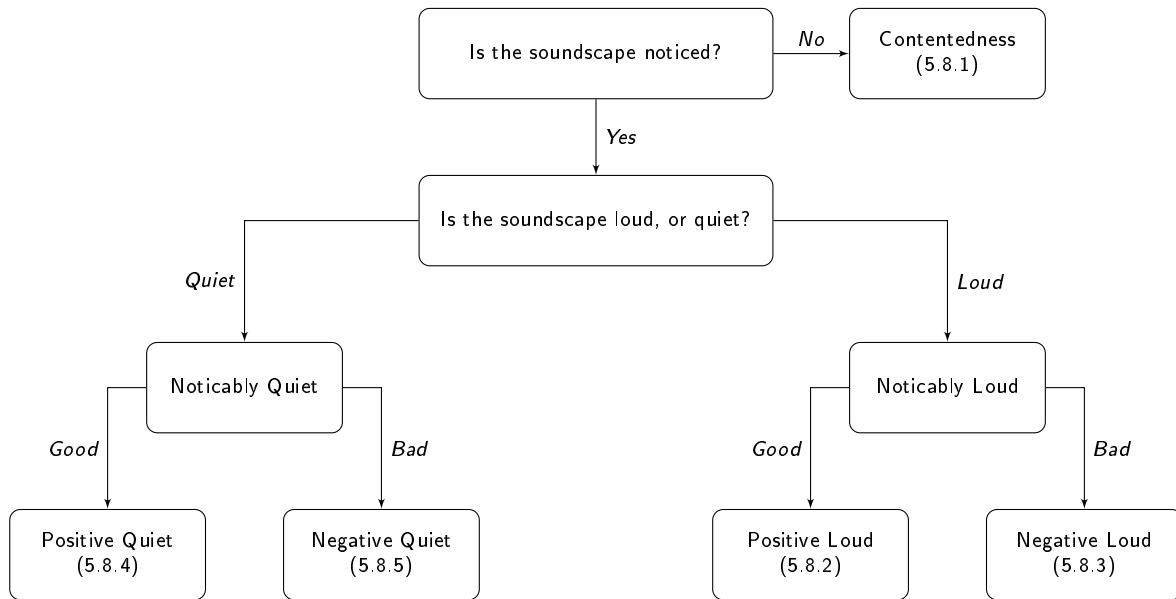 Is the soundscape noticed?
No
Contentedness
(5.8.1)
Yes
Is the soundscape loud, or quiet?
Quiet
Loud
Noticably Quiet
Noticably Loud
Good
Bad
Good
Bad
Positive Quiet
(5.8.4)
Negative Quiet
(5.8.5)
Positive Loud
(5.8.2)
Negative Loud
(5.8.3)